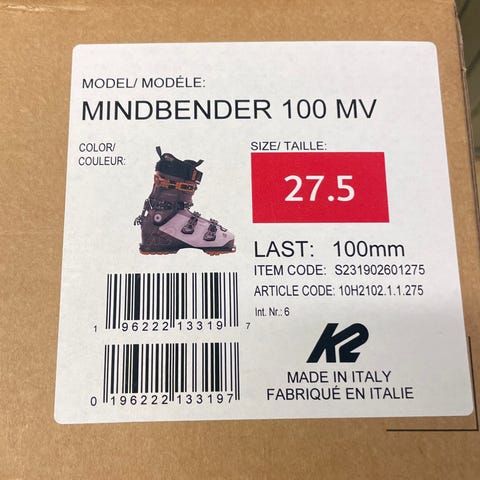 MODEL/ MODÉLE:
MINDBENDER 100 MV
COLOR/
COULEUR:
SIZE/ TAILLE:
27.5
LAST: 100mm
ITEM CODE: S231902601275
ARTICLE CODE: 10H2102.1.1.275
Int. Nr.: 6
1 96222 13319 7
0 196222 133197
K2
MADE IN ITALY
FABRIQUÉ EN ITALIE